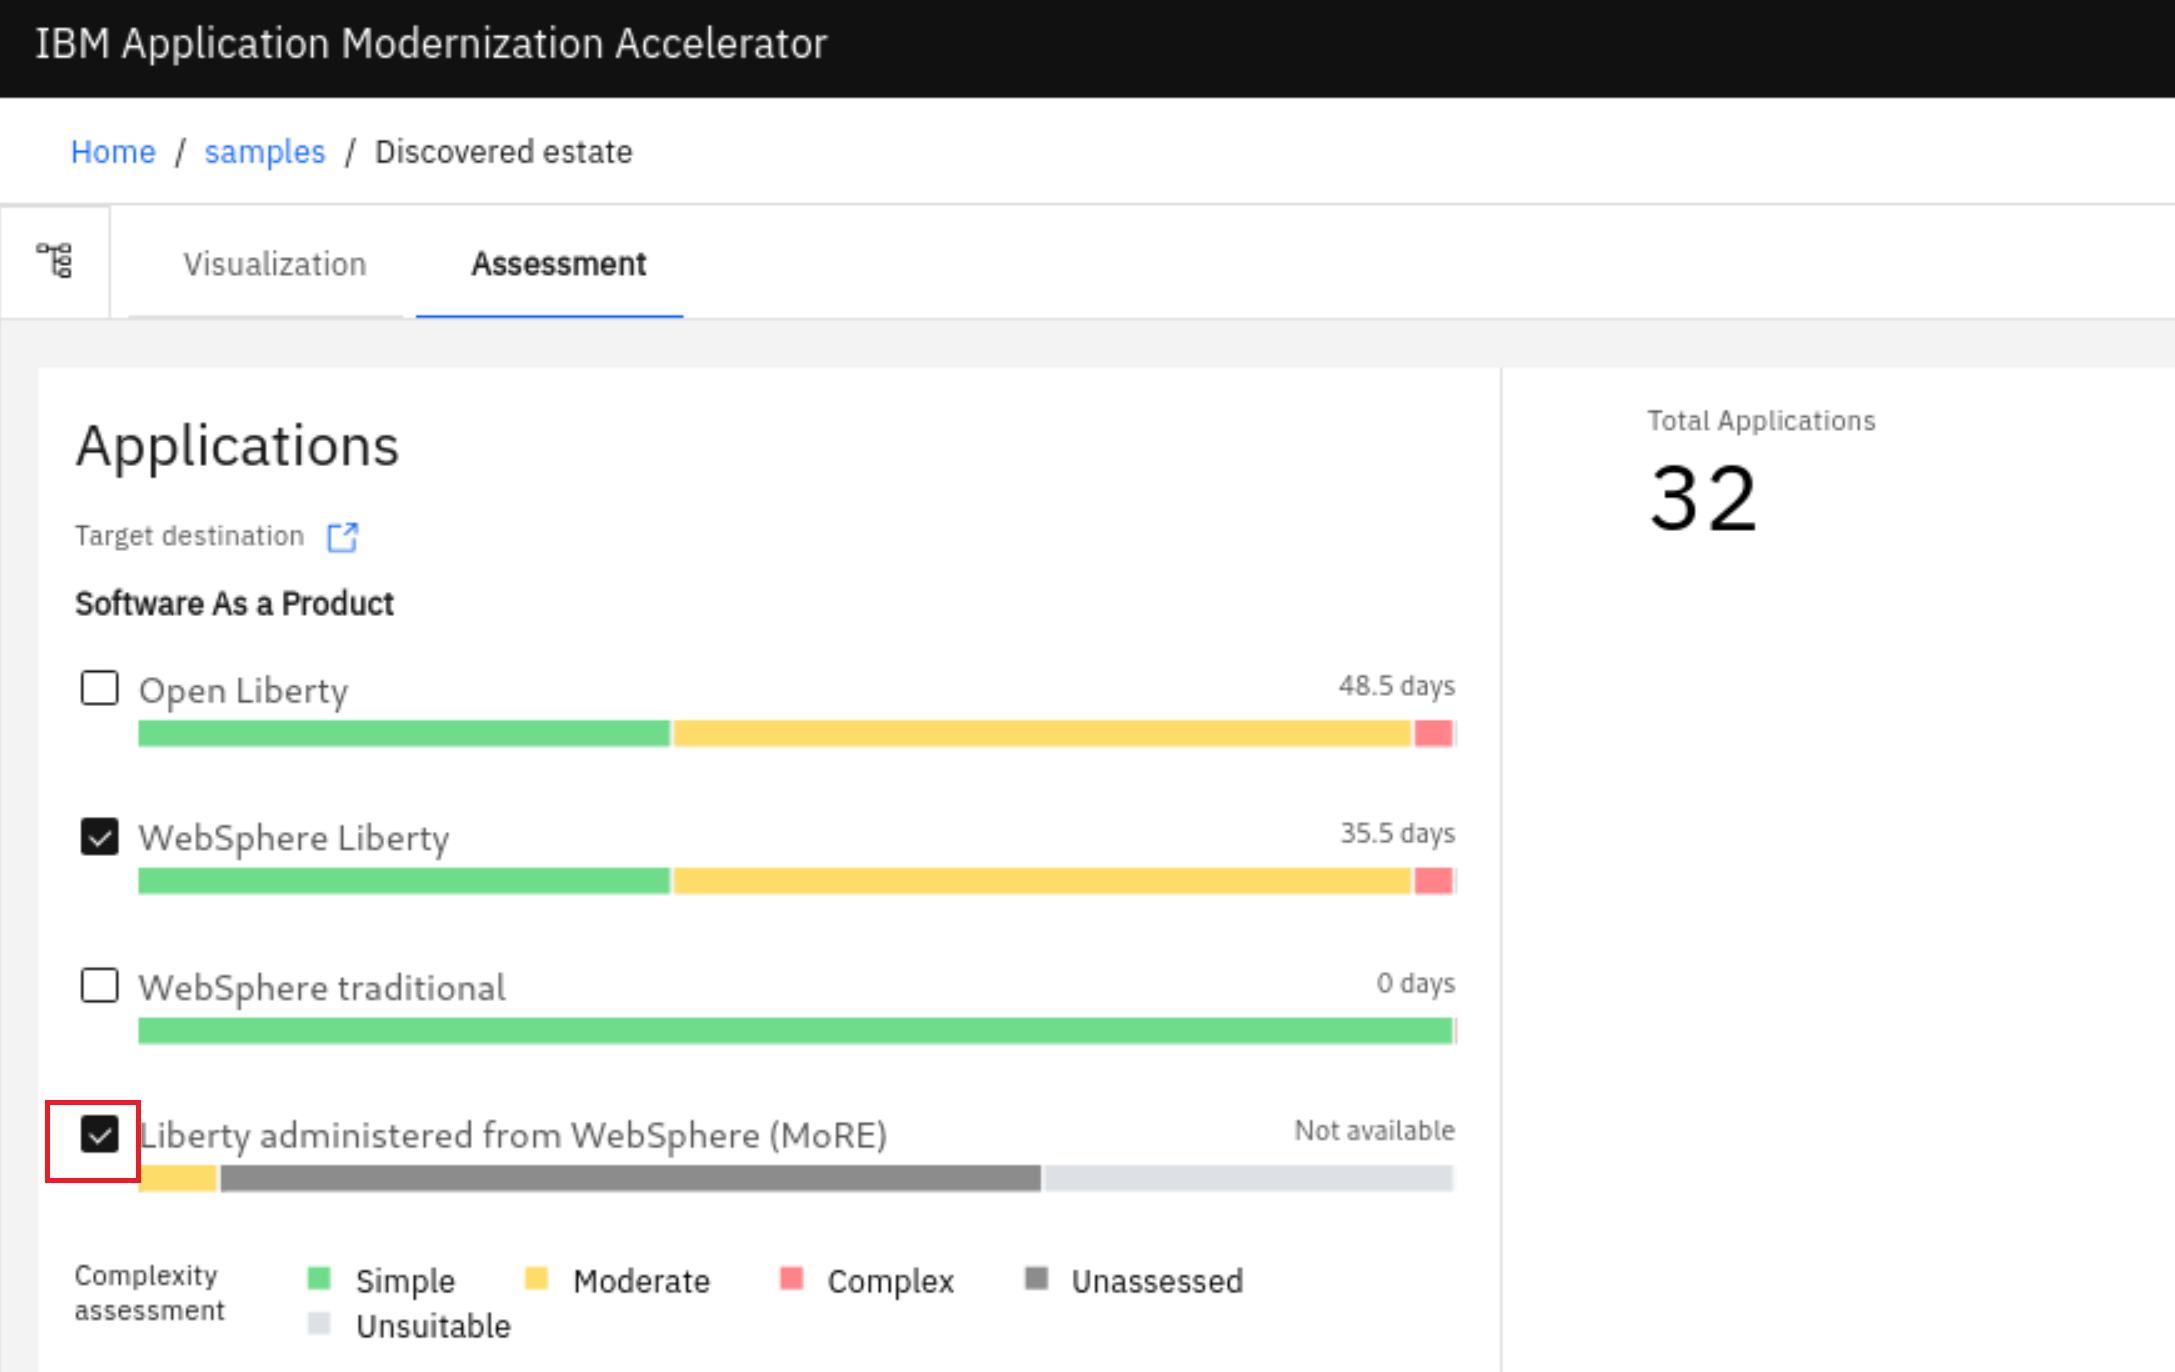 IBM Application Modernization Accelerator
Home / samples / Discovered estate
Visualization Assessment
Applications
Target destination
Software As a Product
Open Liberty 48.5 days
WebSphere Liberty 35.5 days
WebSphere traditional 0 days
Liberty administered from WebSphere (MoRE) Not available
Complexity assessment
Simple Moderate Complex Unassessed
Unsuitable
Total Applications
32